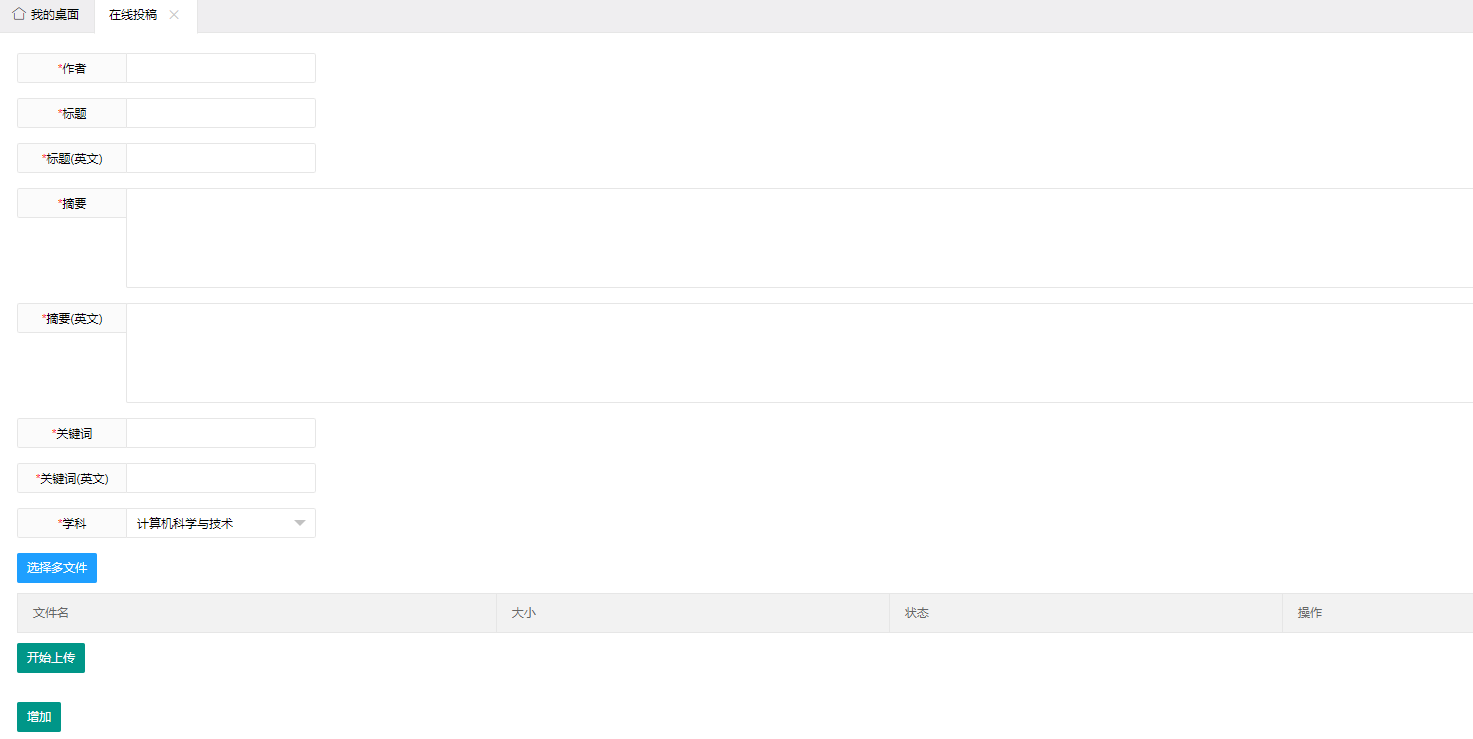 我的桌面 在线投稿
*作者
*标题
*标题(英文)
*摘要
*摘要(英文)
*关键词
*关键词(英文)
*学科 计算机科学与技术
选择多文件
文件名 大小 状态 操作
开始上传
增加